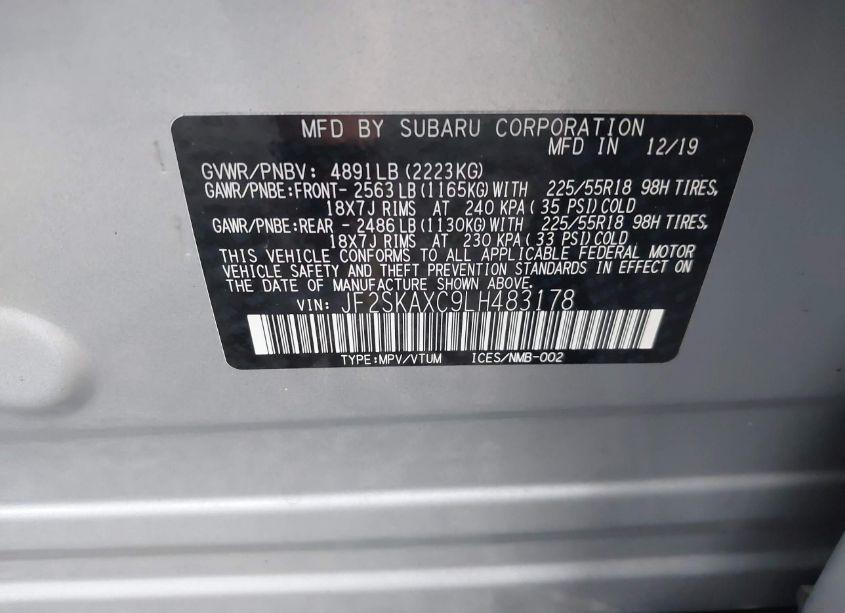 MFD BY SUBARU CORPORATION
MFD IN 12/19
GVWR/PNBV: 4891LB (2223KG)
GAWR/PNBE:FRONT- 2563 LB (1165KG) WITH 225/55R18 98H TIRES,
18X7J RIMS AT 240 KPA ( 35 PSI) COLD
GAWR/PNBE:REAR - 2486 LB (1130KG) WITH 225/55R18 98H TIRES,
18X7J RIMS AT 230 KPA ( 33 PSI) COLD
THIS VEHICLE CONFORMS TO ALL APPLICABLE FEDERAL MOTOR
VEHICLE SAFETY AND THEFT PREVENTION STANDARDS IN EFFECT ON
THE DATE OF MANUFACTURE SHOWN ABOVE.
VIN: JF2SKAXC9LH483178
TYPE:MPV/VTUM ICES/NMB-002